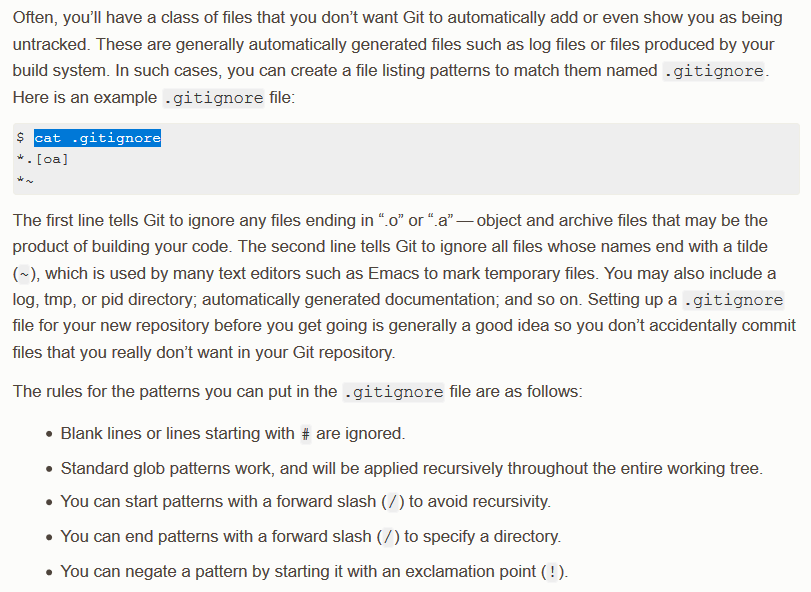 Often, you’ll have a class of files that you don’t want Git to automatically add or even show you as being
untracked. These are generally automatically generated files such as log files or files produced by your
build system. In such cases, you can create a file listing patterns to match them named .gitignore.
Here is an example .gitignore file:
$ cat .gitignore
*.[oa]
*~
The first line tells Git to ignore any files ending in “.o” or “.a” — object and archive files that may be the
product of building your code. The second line tells Git to ignore all files whose names end with a tilde
(~), which is used by many text editors such as Emacs to mark temporary files. You may also include a
log, tmp, or pid directory; automatically generated documentation; and so on. Setting up a .gitignore
file for your new repository before you get going is generally a good idea so you don’t accidentally commit
files that you really don’t want in your Git repository.
The rules for the patterns you can put in the .gitignore file are as follows:
• Blank lines or lines starting with # are ignored.
• Standard glob patterns work, and will be applied recursively throughout the entire working tree.
• You can start patterns with a forward slash (/) to avoid recursivity.
• You can end patterns with a forward slash (/) to specify a directory.
• You can negate a pattern by starting it with an exclamation point (!).